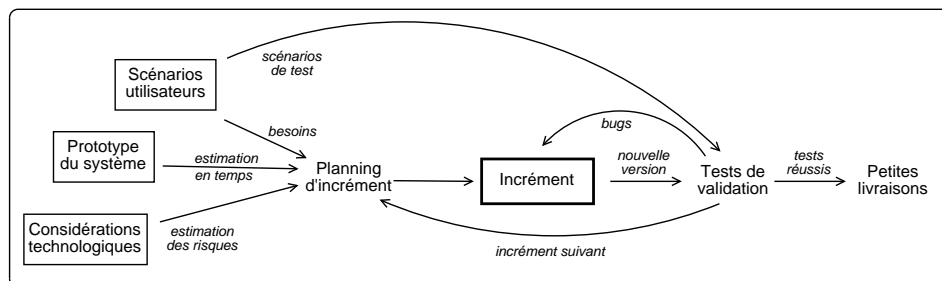 scénarios
de test
Scénarios
utilisateurs
besoins
bugs
Prototype
du système
estimation
en temps
Planning
d'incrément
Incrément
nouvelle
version
Tests de
validation
tests
réussis
Petites
livraisons
Considérations
technologiques
estimation
des risques
incrément suivant